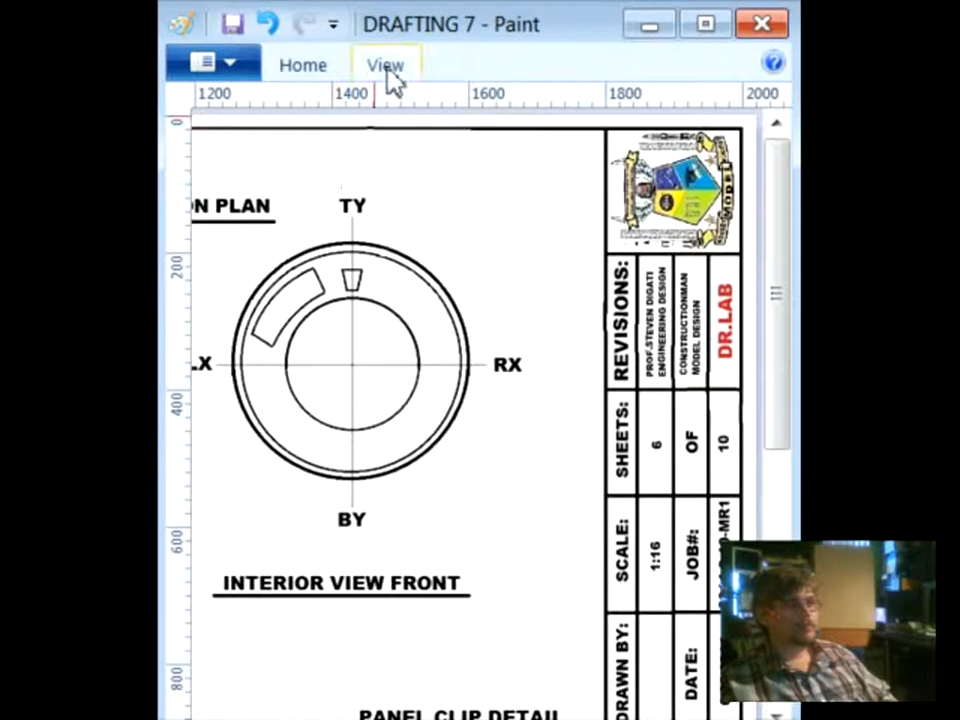 DRAFTING 7 - Paint
Home
View
1200
1400
1600
1800
2000
0
200
400
600
800
N PLAN
TY
LX
RX
BY
INTERIOR VIEW FRONT
PANEL CLIP DETAIL
MODEL
REVISIONS:
PROF.STEVEN DIGATI
ENGINEERING DESIGN
CONSTRUCTIONMAN
MODEL DESIGN
DR.LAB
SHEETS:
6
OF
10
SCALE:
1:16
JOB#:
-MR1
DRAWN BY:
DATE: